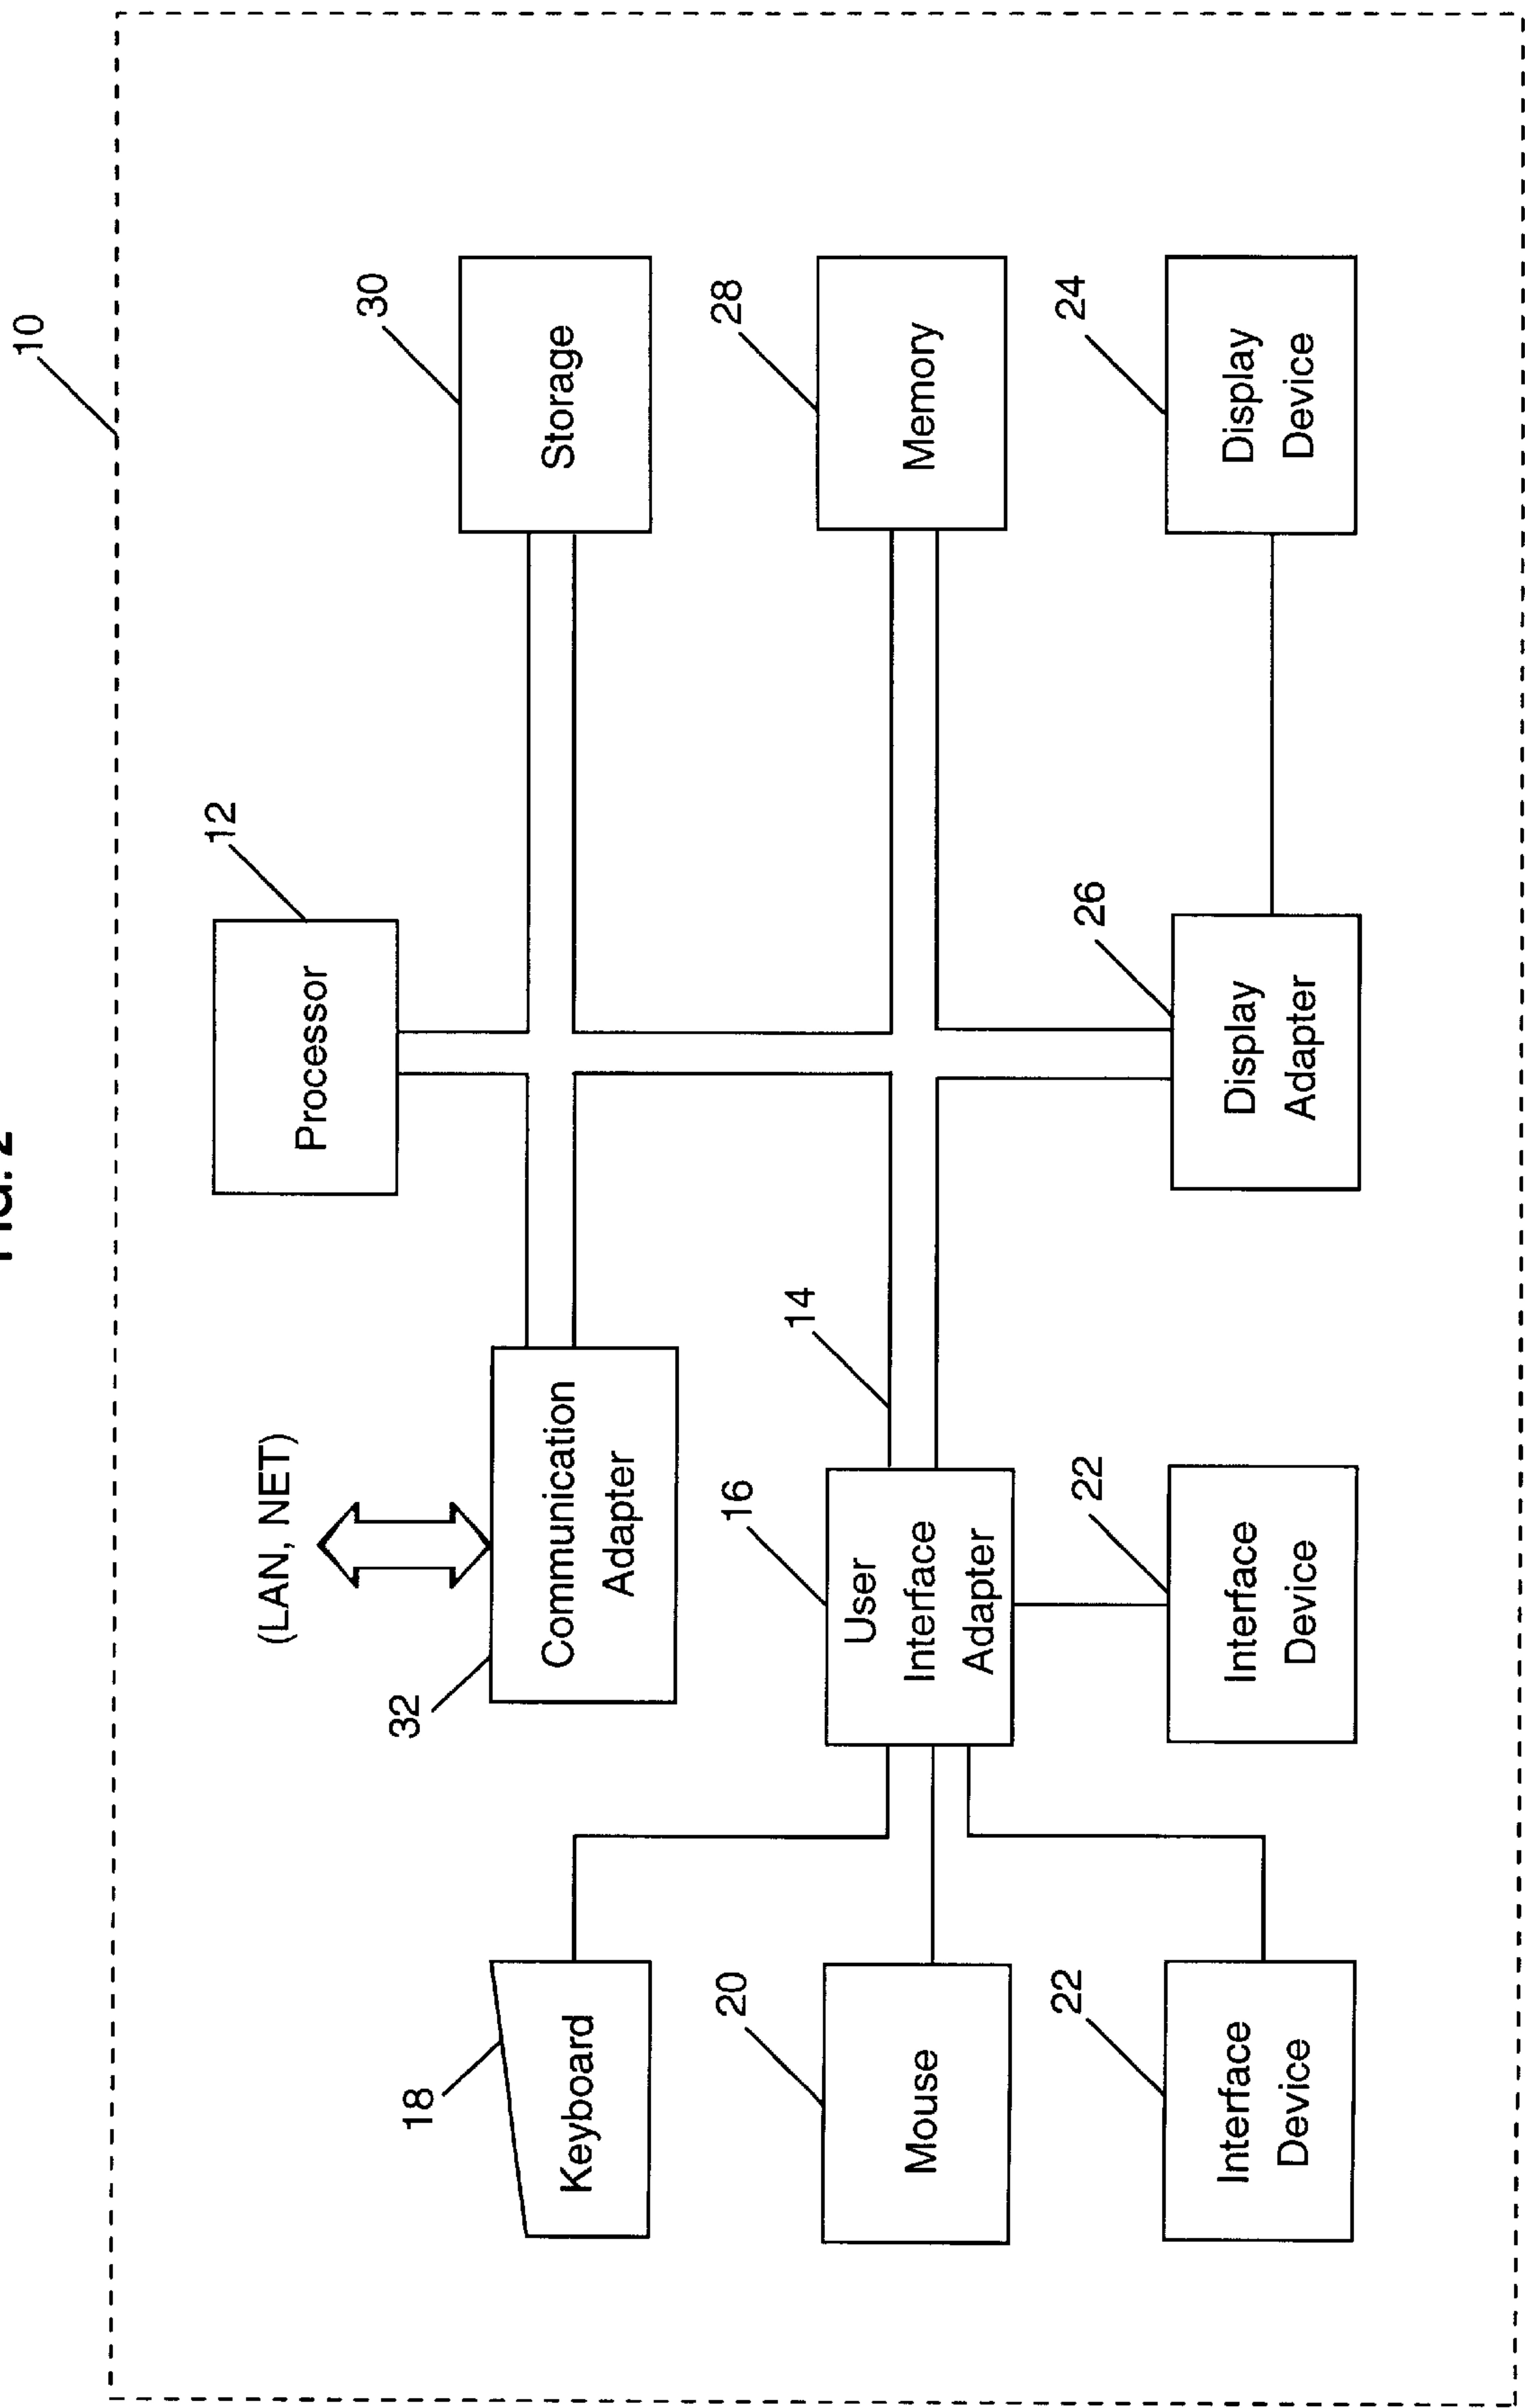 FIG. 2
10
12
(LAN, NET)
Processor
18
32
30
Keyboard
Communication
Adapter
Storage
20
16
14
28
Mouse
User
Interface
Adapter
Memory
22
22
26
24
Interface
Device
Interface
Device
Display
Adapter
Display
Device